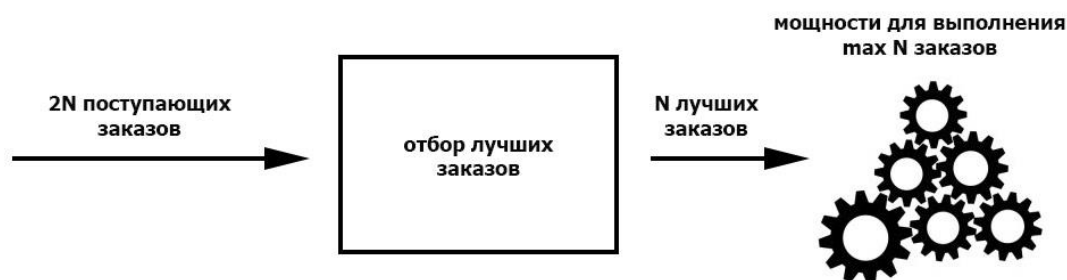 2N поступающих
заказов
отбор лучших
заказов
N лучших
заказов
мощности для выполнения
max N заказов